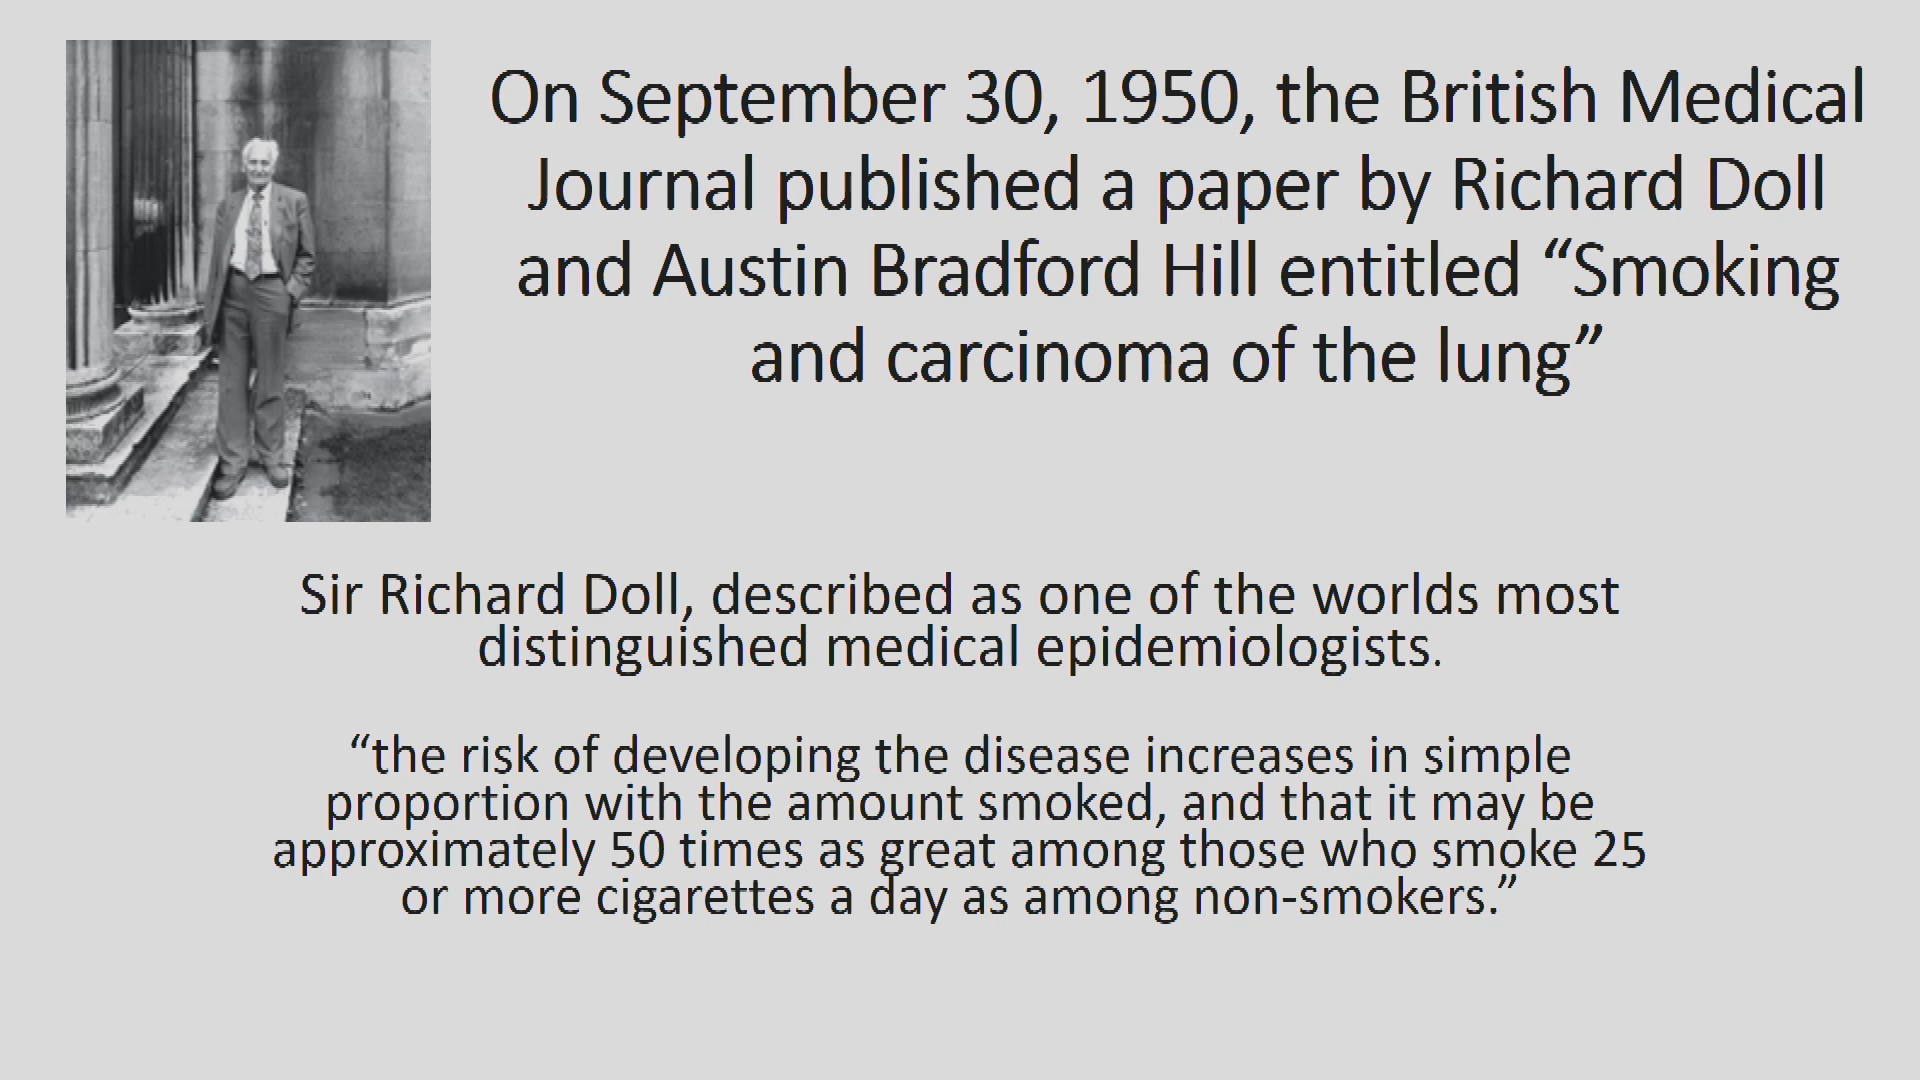 On September 30, 1950, the British Medical
Journal published a paper by Richard Doll
and Austin Bradford Hill entitled “Smoking
and carcinoma of the lung”
Sir Richard Doll, described as one of the worlds most
distinguished medical epidemiologists.
“the risk of developing the disease increases in simple
proportion with the amount smoked, and that it may be
approximately 50 times as great among those who smoke 25
or more cigarettes a day as among non-smokers.”